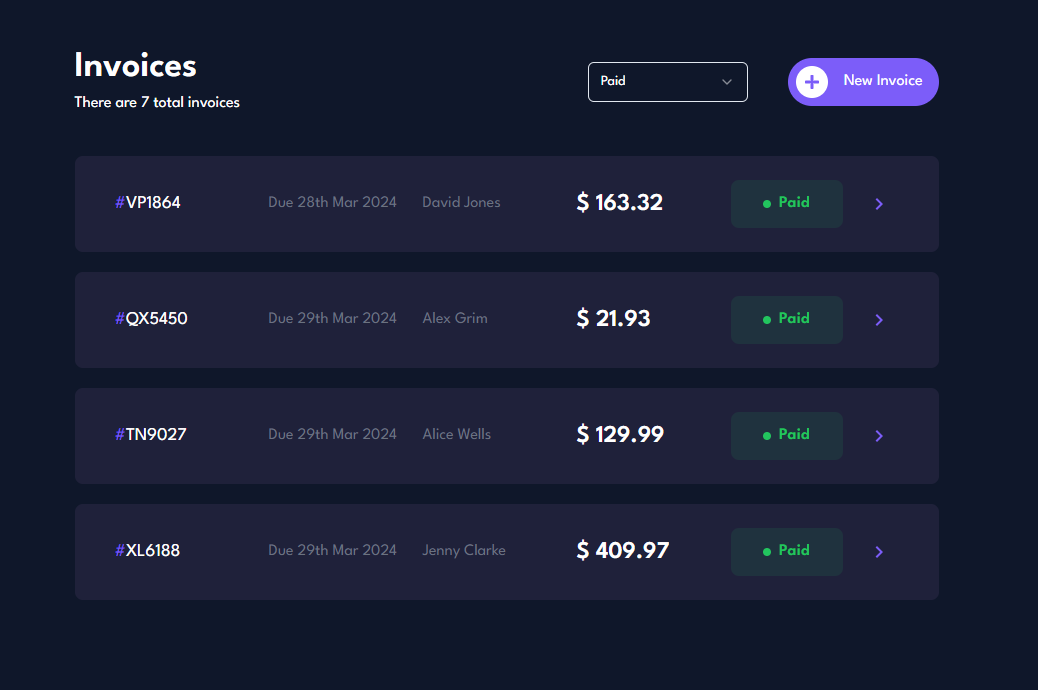 Invoices
There are 7 total invoices
Paid
New Invoice
#VP1864 Due 28th Mar 2024 David Jones $ 163.32 Paid
#QX5450 Due 29th Mar 2024 Alex Grim $ 21.93 Paid
#TN9027 Due 29th Mar 2024 Alice Wells $ 129.99 Paid
#XL6188 Due 29th Mar 2024 Jenny Clarke $ 409.97 Paid